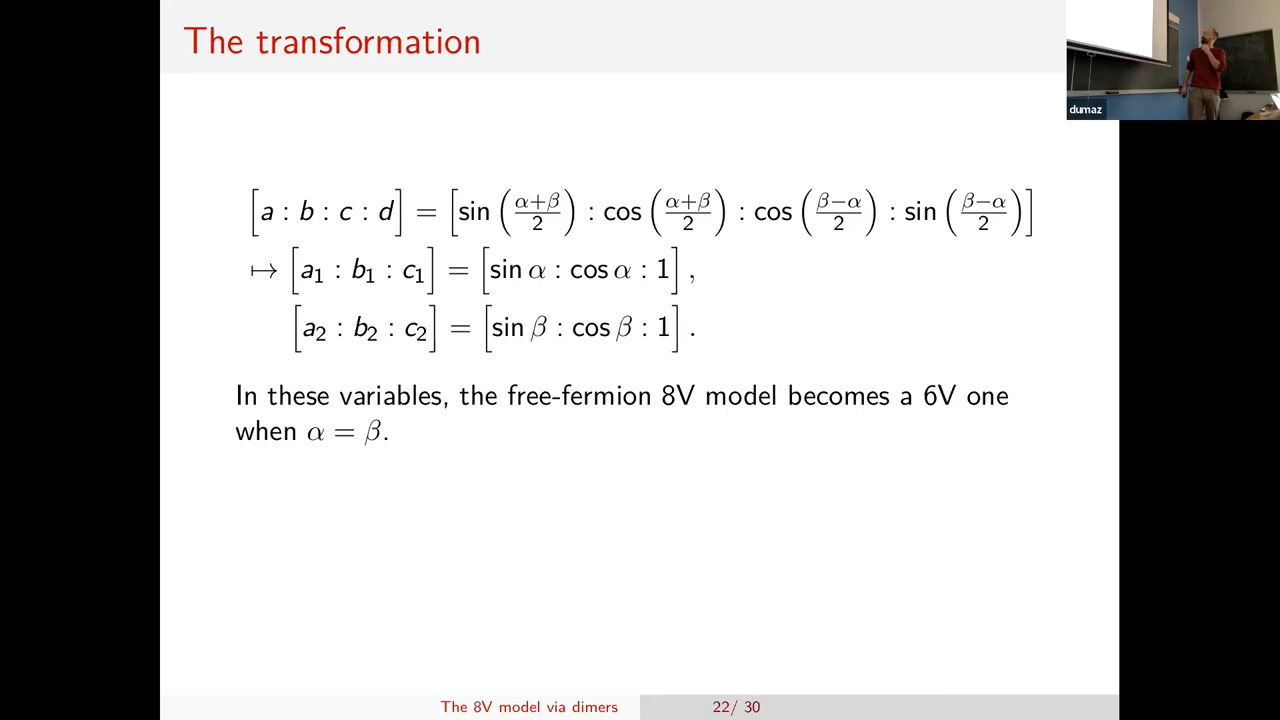 The transformation
dumaz
[a : b : c : d] = [sin (α+β/2) : cos (α+β/2) : cos (β−α/2) : sin (β−α/2)]
↦ [a₁ : b₁ : c₁] = [sin α : cos α : 1] ,
[a₂ : b₂ : c₂] = [sin β : cos β : 1] .
In these variables, the free-fermion 8V model becomes a 6V one
when α = β.
The 8V model via dimers 22/ 30